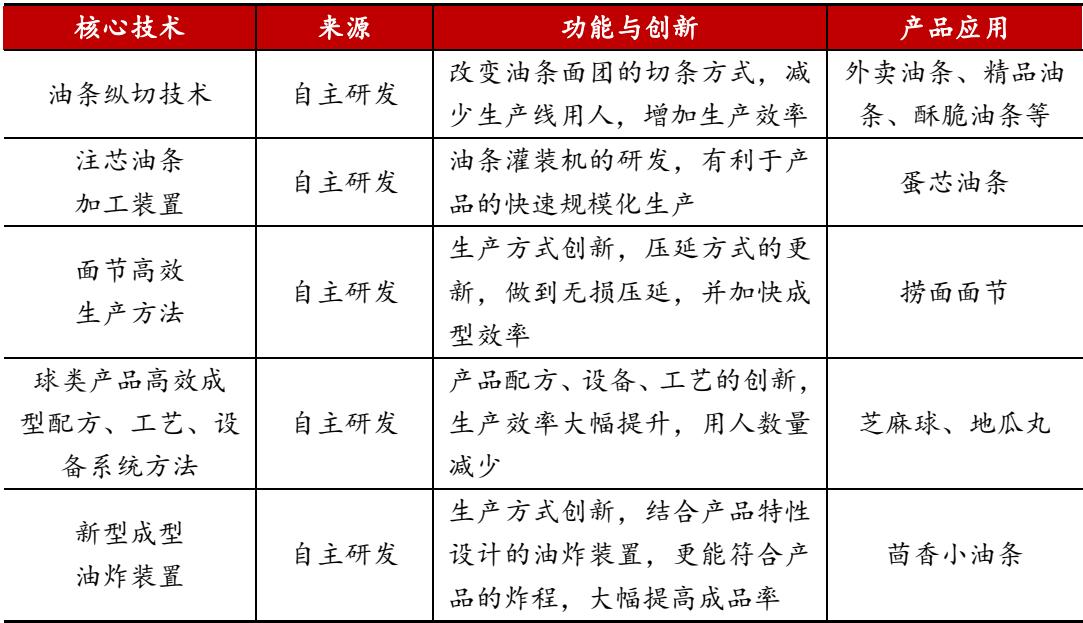 核心技术 来源 功能与创新 产品应用
油条纵切技术 自主研发 改变油条面团的切条方式，减
少生产线用人，增加生产效率 外卖油条、精品油
条、酥脆油条等
注芯油条
加工装置 自主研发 油条灌装机的研发，有利于产
品的快速规模化生产 蛋芯油条
面节高效
生产方法 自主研发 生产方式创新，压延方式的更
新，做到无损压延，并加快成
型效率 捞面面节
球类产品高效成
型配方、工艺、设
备系统方法 自主研发 产品配方、设备、工艺的创新，
生产效率大幅提升，用人数量
减少 芝麻球、地瓜丸
新型成型
油炸装置 自主研发 生产方式创新，结合产品特性
设计的油炸装置，更能符合产
品的炸程，大幅提高成品率 茴香小油条